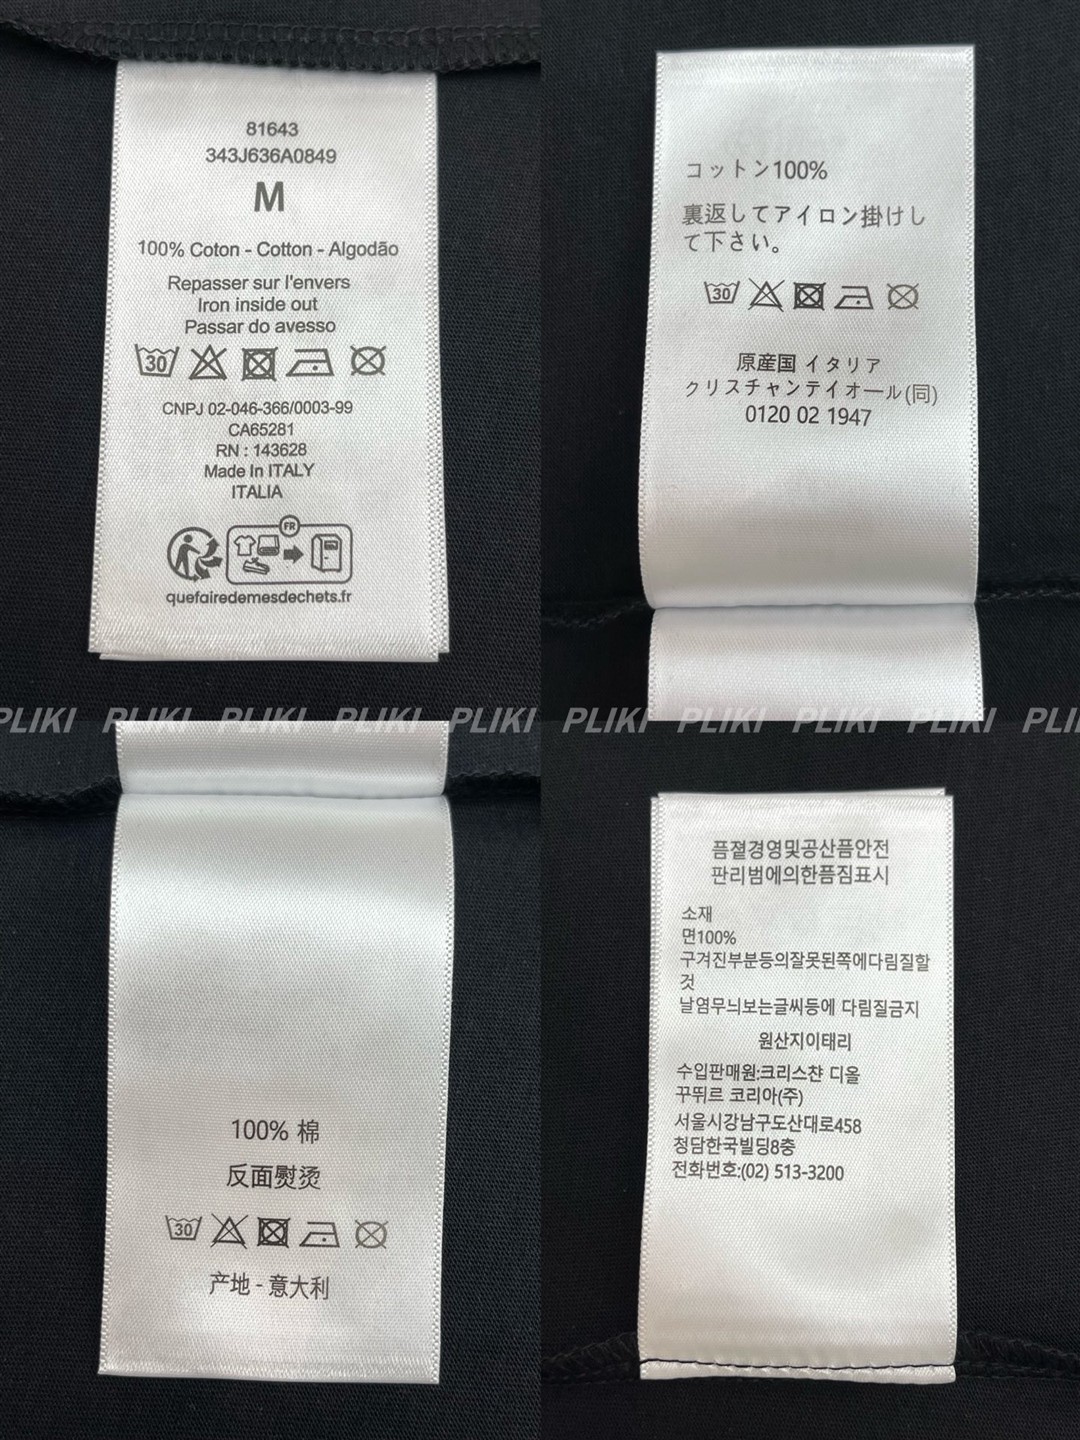 81643
343J636A0849
M
100% Coton - Cotton - Algodão
Repasser sur l'envers
Iron inside out
Passar do avesso
30
CNPJ 02-046-366/0003-99
CA65281
RN : 143628
Made In ITALY
ITALIA
FR
quefairedemesdechets.fr
コットン100%
裏返してアイロン掛けし
て下さい。
30
原産国 イタリア
クリスチャンテイオール(同)
0120 02 1947
PLIKI PLIKI PLIKI PLIKI PLIKI PLIKI PLIKI PLIKI PLIKI PLI
100% 棉
反面熨烫
30
产地 - 意大利
픔졑경영및공산픔안전
판리범에의한픔짐표시
소재
면100%
구겨진부분등의잘못된쪽에다림질할
것
날염무늬보는글씨등에 다림질금지
원산지이태리
수입판매원:크리스챤 디올
꾸뛰르 코리아(주)
서울시강남구도산대로458
청담한국빌딩8층
전화번호:(02) 513-3200